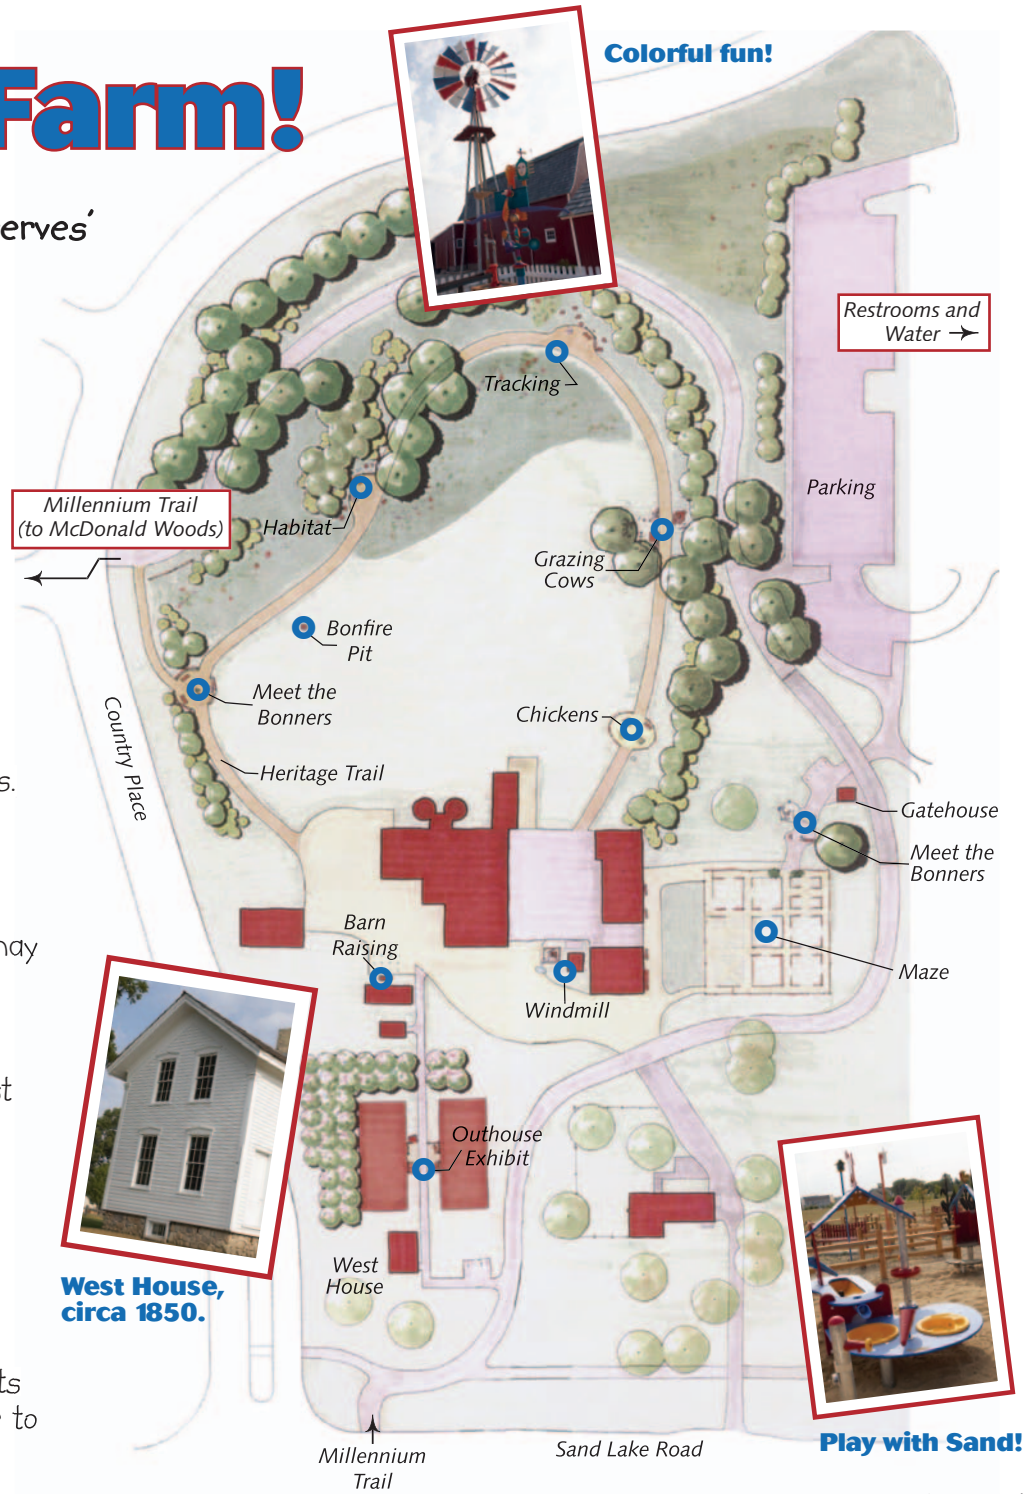 Farm!
Colorful fun!
Restrooms and
Water
Tracking
Parking
Millennium Trail
(to McDonald Woods)
Habitat
Grazing
Cows
Bonfire
Pit
Meet the
Bonners
Chickens
Country Place
Heritage Trail
s.
Gatehouse
Meet the
Bonners
Barn
Raising
Maze
Windmill
Outhouse
Exhibit
West
House
West House,
circa 1850.
to
Play with Sand!
Millennium
Trail
Sand Lake Road